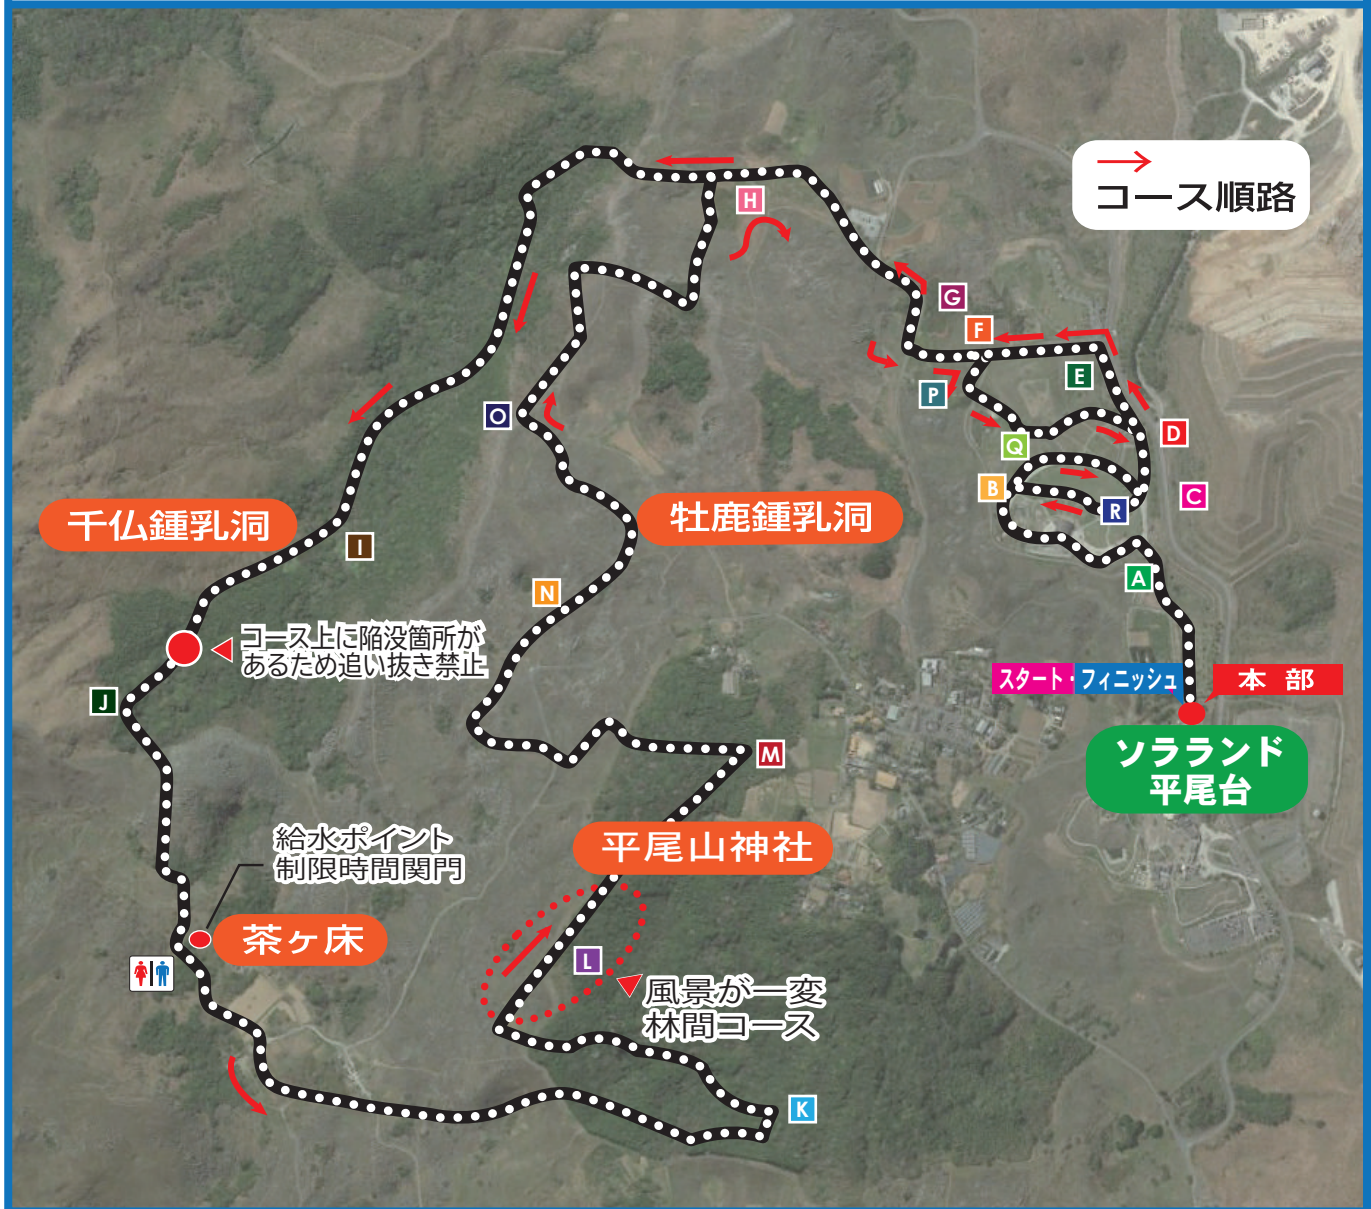 コース順路
H
G
F
E
P
D
O
Q
B
C
R
千仏鍾乳洞
牡鹿鍾乳洞
I
A
N
コース上に陥没箇所が
あるため追い抜き禁止
スタート・フィニッシュ
本部
J
ソラランド
平尾台
M
給水ポイント
制限時間関門
平尾山神社
茶ヶ床
L
風景が一変
林間コース
K